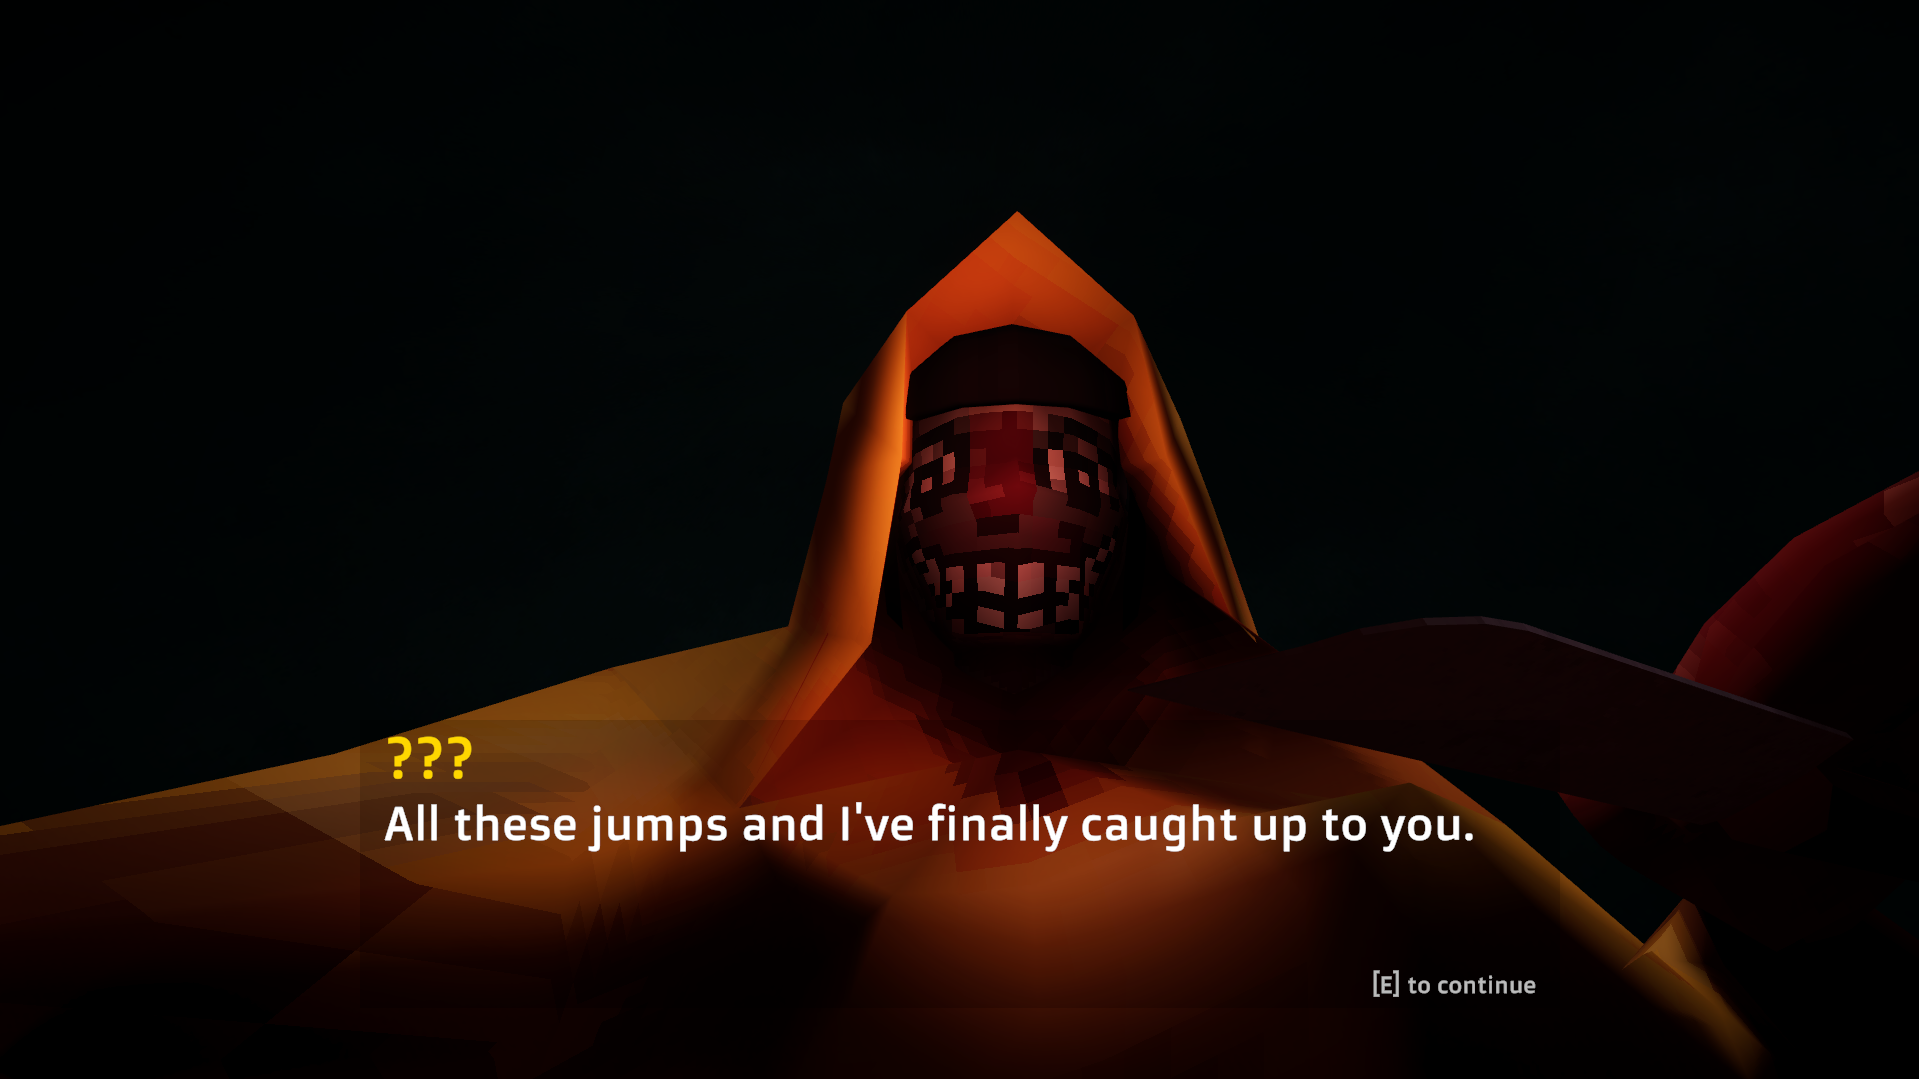 ???
All these jumps and I've finally caught up to you.
[E] to continue